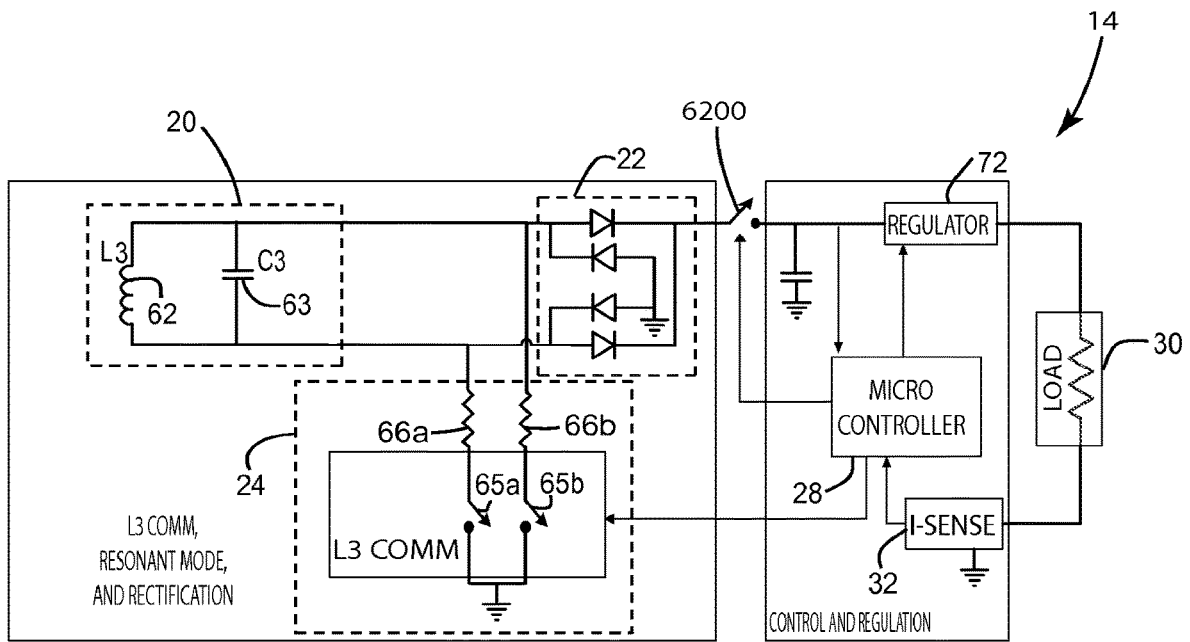 14
20
6200
22
72
REGULATOR
L3
C3
62
63
30
LOAD
MICRO
CONTROLLER
66a
66b
24
28
65a
65b
I-SENSE
L3 COMM
32
L3 COMM,
RESONANT MODE,
AND RECTIFICATION
CONTROL AND REGULATION